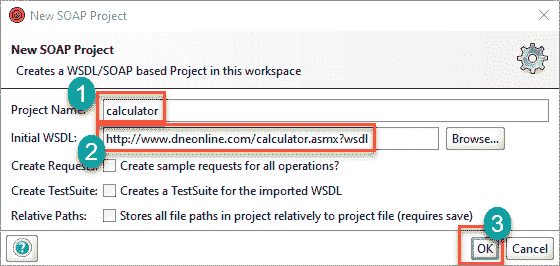 New SOAP Project
New SOAP Project
Creates a WSDL/SOAP based Project in this workspace
1
Project Name: calculator
Initial WSDL: http://www.dneonline.com/calculator.asmx?wsdl Browse...
2
Create Requests: Create sample requests for all operations?
Create TestSuite: Creates a TestSuite for the imported WSDL
Relative Paths: Stores all file paths in project relatively to project file (requires save)
3
? OK Cancel